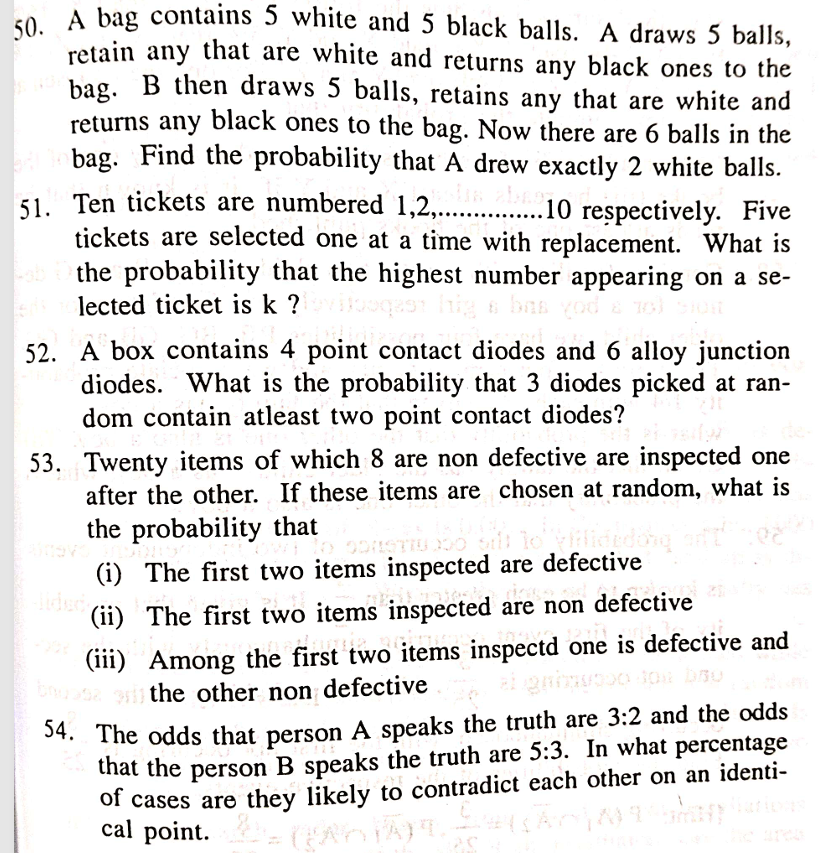 50. A bag contains 5 white and 5 black balls. A draws 5 balls,
retain any that are white and returns any black ones to the
bag. B then draws 5 balls, retains any that are white and
returns any black ones to the bag. Now there are 6 balls in the
bag. Find the probability that A drew exactly 2 white balls.
51. Ten tickets are numbered 1,2,...............10 respectively. Five
tickets are selected one at a time with replacement. What is
the probability that the highest number appearing on a se-
lected ticket is k ?
52. A box contains 4 point contact diodes and 6 alloy junction
diodes. What is the probability that 3 diodes picked at ran-
dom contain atleast two point contact diodes?
53. Twenty items of which 8 are non defective are inspected one
after the other. If these items are chosen at random, what is
the probability that
(i) The first two items inspected are defective
(ii) The first two items inspected are non defective
(iii) Among the first two items inspectd one is defective and
the other non defective
54. The odds that person A speaks the truth are 3:2 and the odds
that the person B speaks the truth are 5:3. In what percentage
of cases are they likely to contradict each other on an identi-
cal point.